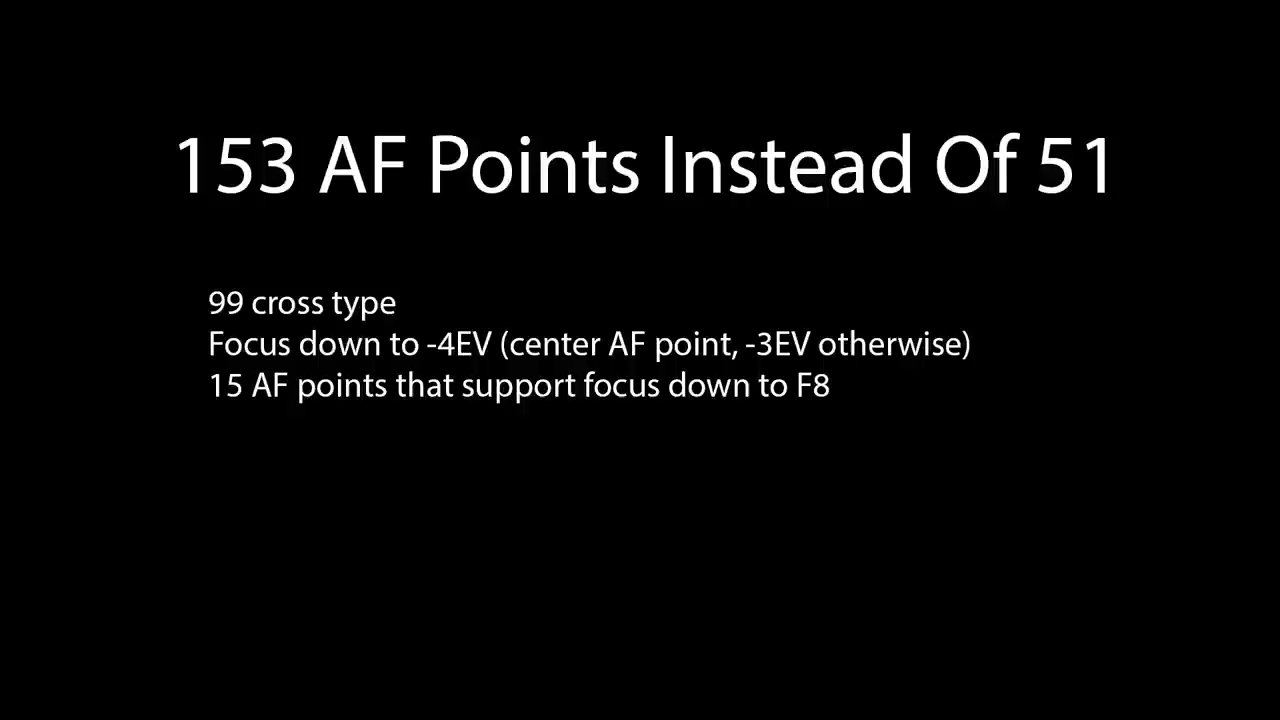 153 AF Points Instead Of 51
99 cross type
Focus down to -4EV (center AF point, -3EV otherwise)
15 AF points that support focus down to F8